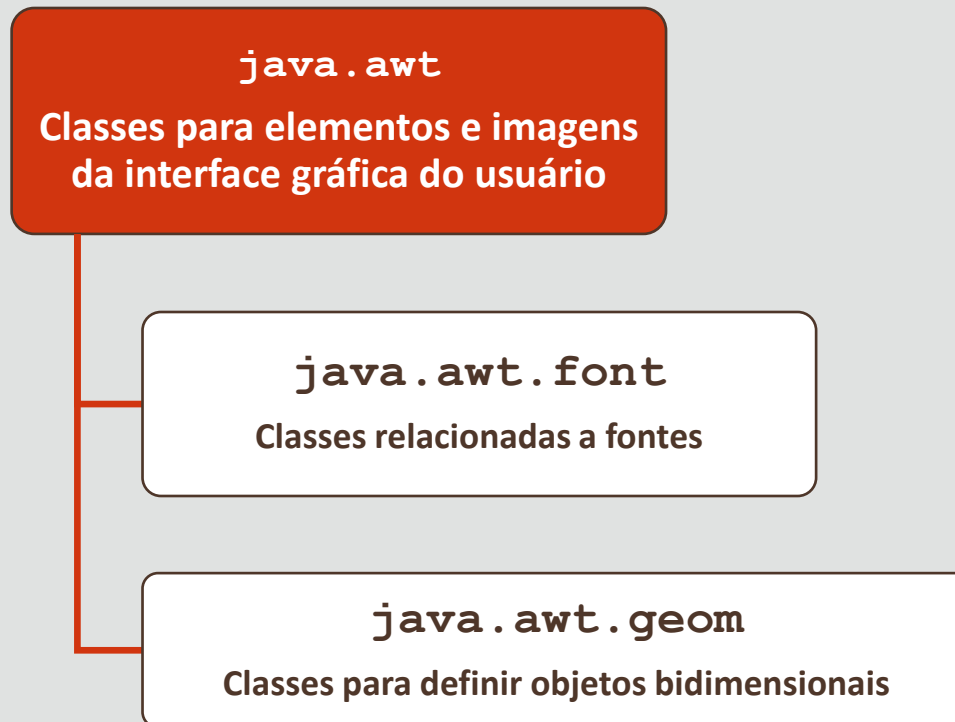 java.awt
Classes para elementos e imagens
da interface gráfica do usuário
java.awt.font
Classes relacionadas a fontes
java.awt.geom
Classes para definir objetos bidimensionais